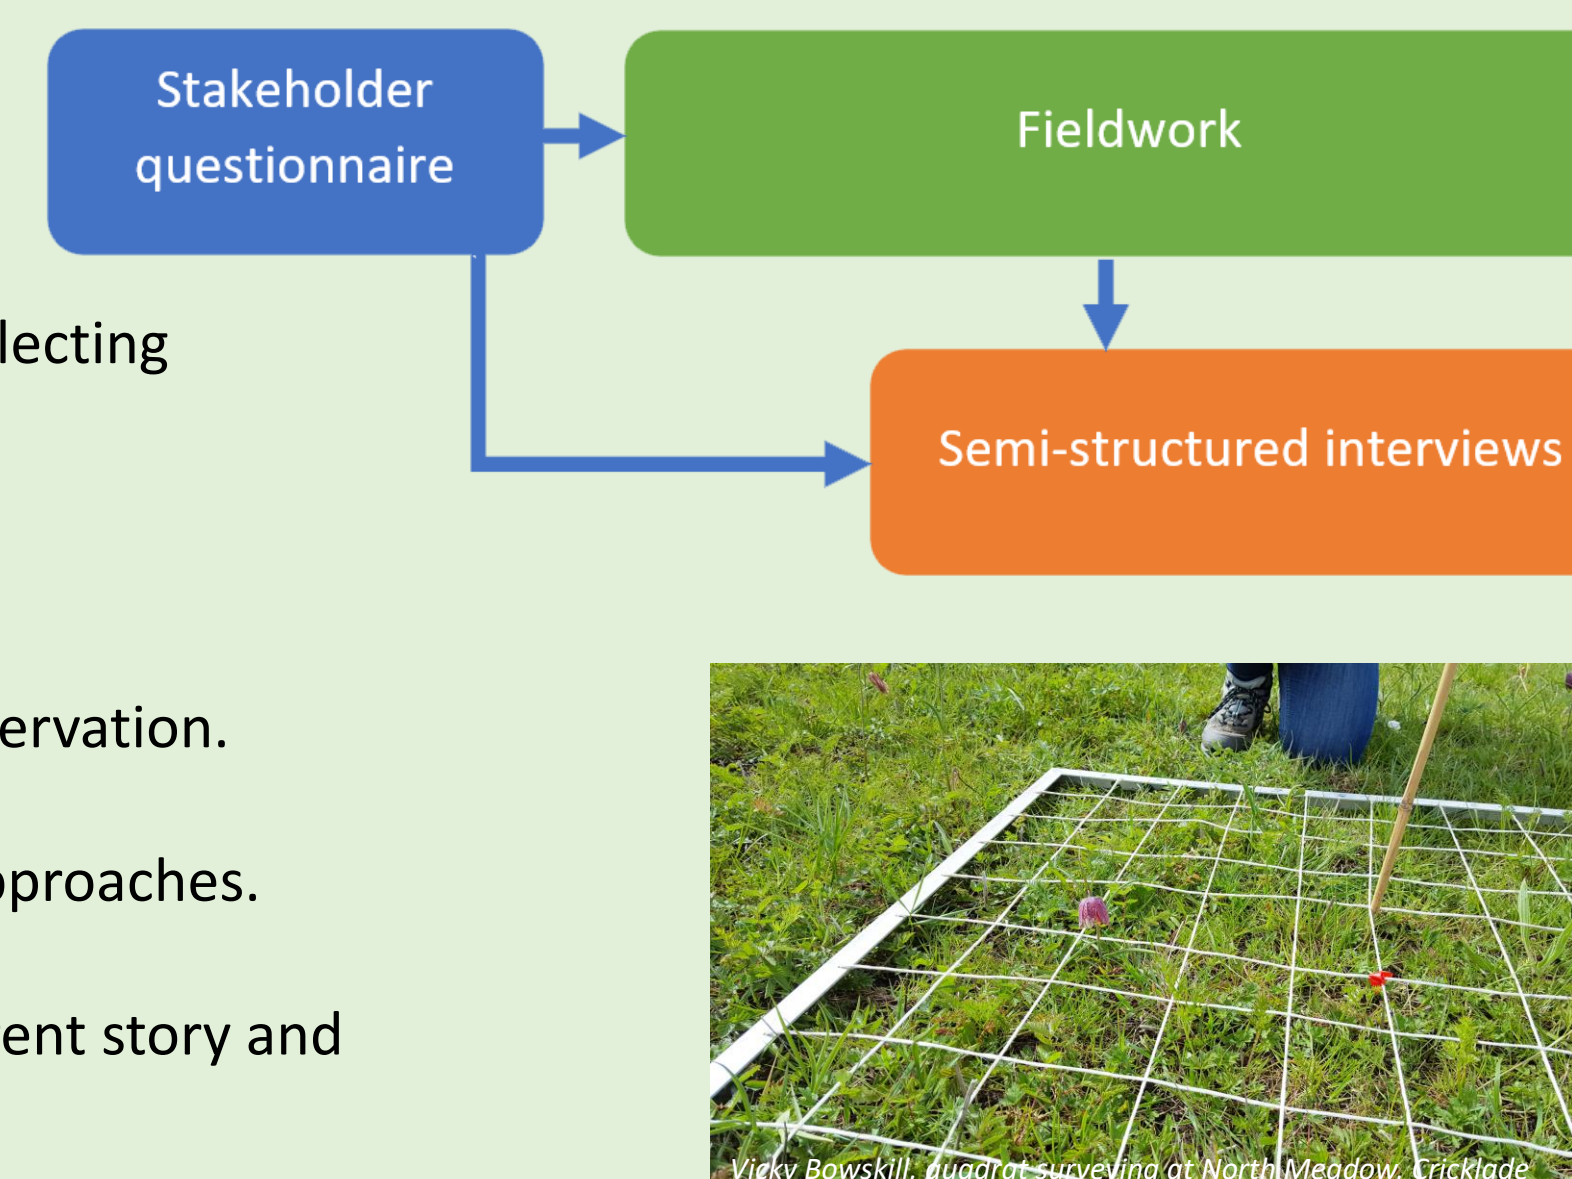 Stakeholder
questionnaire
Fieldwork
lecting
Semi-structured interviews
ervation.
pproaches.
ent story and
Vicky Bowskill, quadrat surveying at North Meadow, Cricklade